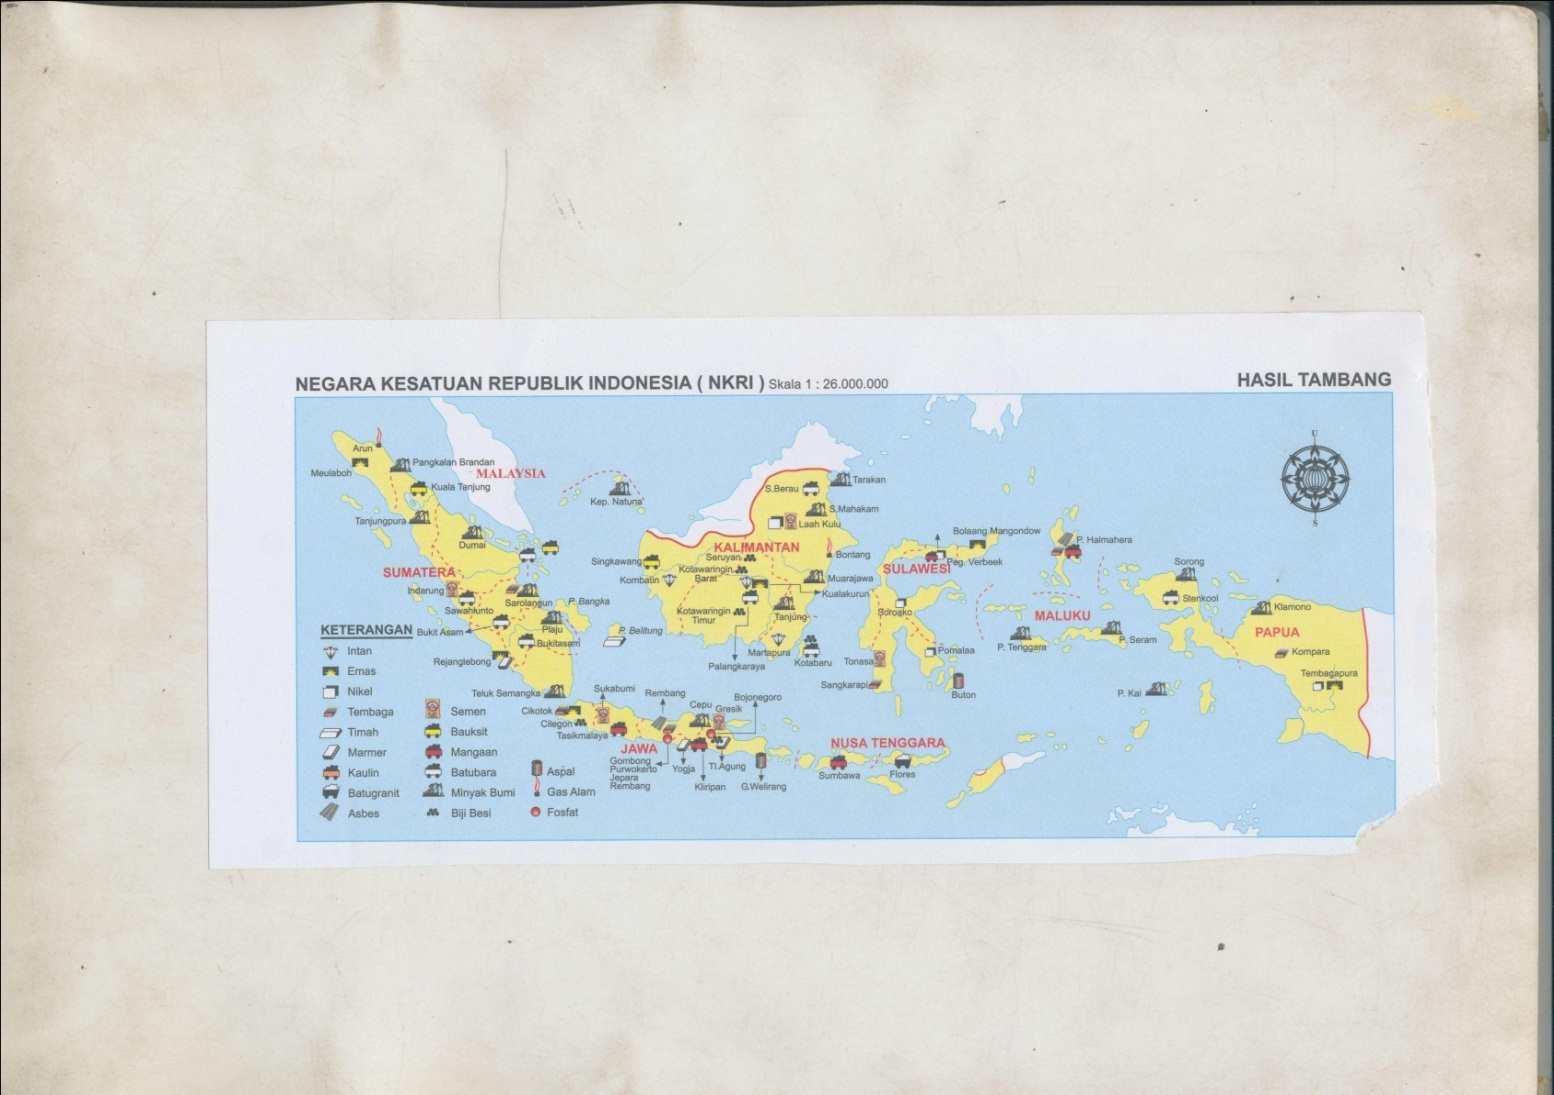 NEGARA KESATUAN REPUBLIK INDONESIA ( NKRI ) Skala 1 : 26.000.000
HASIL TAMBANG
U
S
MALAYSIA
Arun
Meulaboh
Pangkalan Brandan
Kuala Tanjung
Tanjungpura
Dumai
SUMATERA
Indarung
Sawahlunto
Sarolangun
P. Bangka
Bukit Asam
Plaju
Bukitasam
P. Belitung
Rejanglebong
Teluk Semangka
Kep. Natuna
Tarakan
S.Berau
S.Mahakam
Laah Kulu
KALIMANTAN
Singkawang
Seruyan
Bontang
Kombatin
Kotawaringin
Barat
Muarajawa
Kualakurun
Kotawaringin
Timur
Tanjung
Martapura
Kotabaru
Palangkaraya
Bolaang Mangondow
SULAWESI
Peg. Verbeek
Soroako
Tonasa
Pomalaa
Sangkarapi
Buton
P. Halmahera
MALUKU
P. Tenggara
P. Seram
P. Kai
Sorong
Stenkool
Klamono
PAPUA
Kompara
Tembagapura
Cikotok
Cilegon
Sukabumi
Tasikmalaya
Rembang
Cepu
Gresik
Bojonegoro
JAWA
Gombong
Purwokerto
Jepara
Rembang
Yogja
Kliripan
Tl.Agung
G.Welirang
NUSA TENGGARA
Sumbawa
Flores
KETERANGAN
Intan
Emas
Nikel
Tembaga
Timah
Marmer
Kaulin
Batugranit
Asbes
Semen
Bauksit
Mangaan
Batubara
Minyak Bumi
Biji Besi
Aspal
Gas Alam
Fosfat